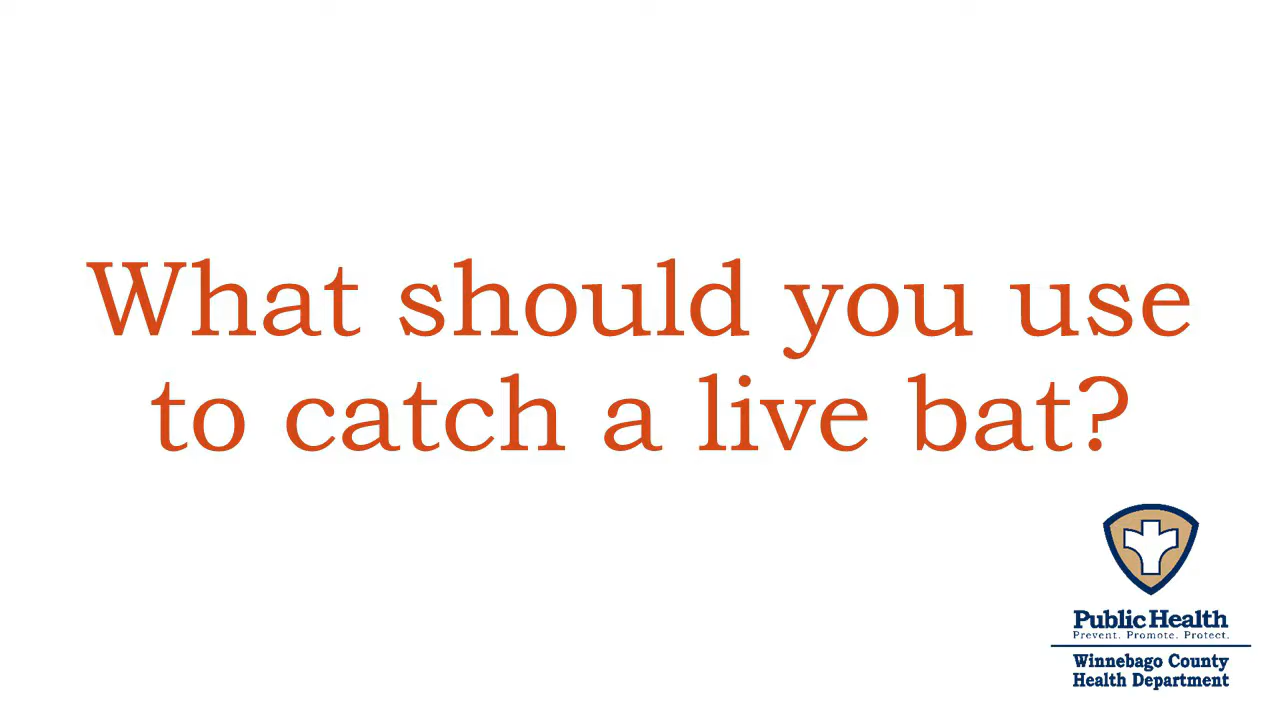 What should you use
to catch a live bat?
Public Health
Prevent. Promote. Protect.
Winnebago County
Health Department